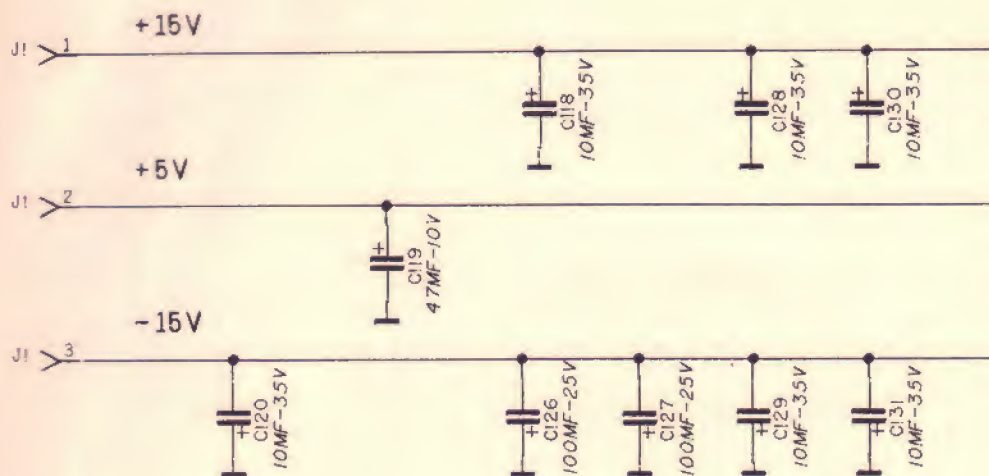 +15V
J1 1
+
C118
10MF-35V
+
C128
10MF-35V
+
C130
10MF-35V
+5V
J1 2
+
C119
47MF-10V
-15V
J1 3
+
C120
10MF-35V
+
C126
100MF-25V
+
C127
100MF-25V
+
C129
10MF-35V
+
C131
10MF-35V